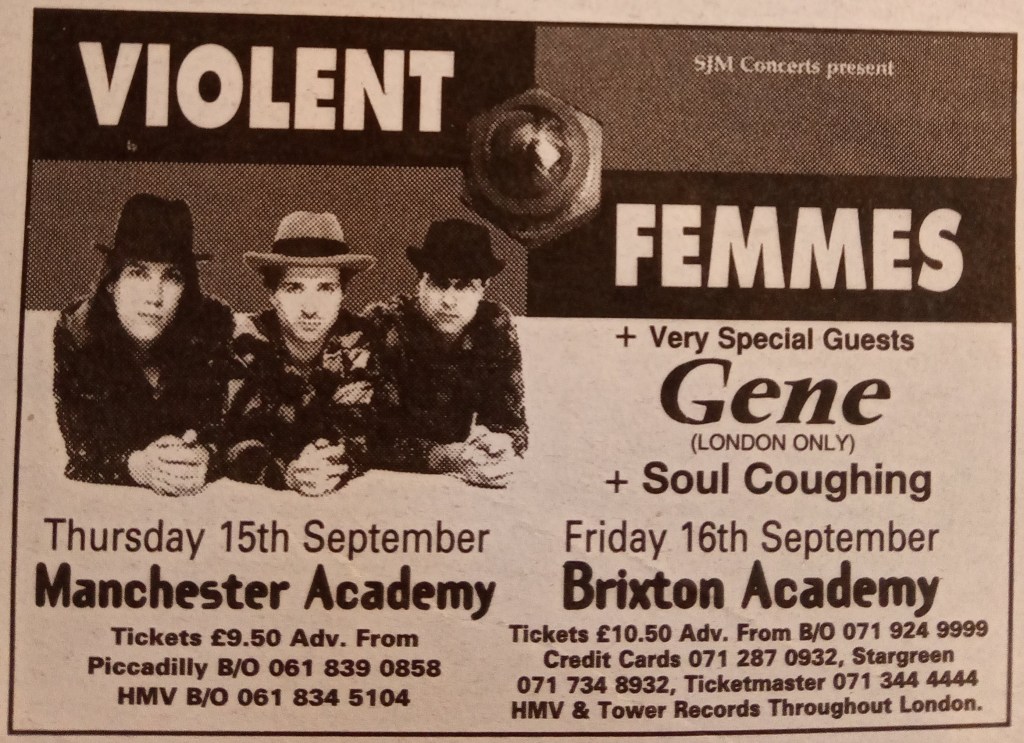 VIOLENT
SJM Concerts present
FEMMES
+ Very Special Guests
Gene
(LONDON ONLY)
+ Soul Coughing
Thursday 15th September
Manchester Academy
Tickets £9.50 Adv. From
Piccadilly B/O 061 839 0858
HMV B/O 061 834 5104
Friday 16th September
Brixton Academy
Tickets £10.50 Adv. From B/O 071 924 9999
Credit Cards 071 287 0932, Stargreen
071 734 8932, Ticketmaster 071 344 4444
HMV & Tower Records Throughout London.